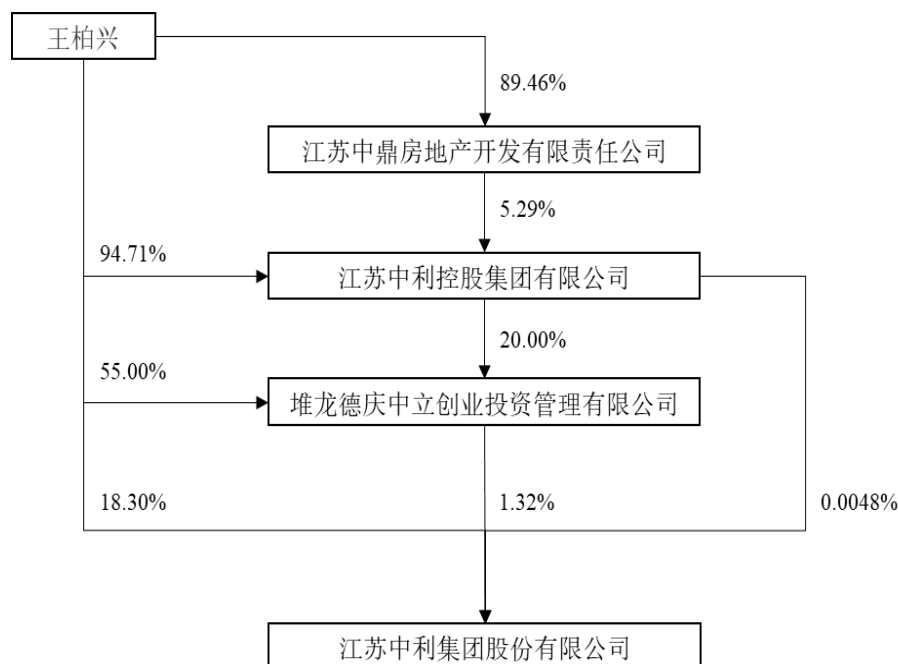 王柏兴
89.46%
江苏中鼎房地产开发有限责任公司
5.29%
94.71%
江苏中利控股集团有限公司
20.00%
55.00%
堆龙德庆中立创业投资管理有限公司
18.30%
1.32%
0.0048%
江苏中利集团股份有限公司